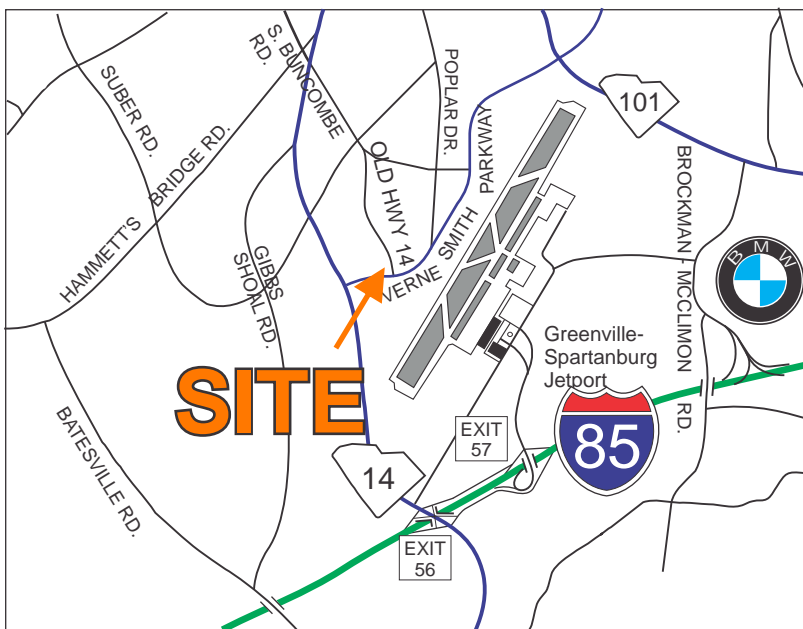 S. BUNCOMBE
RD.
SUBER RD.
POPLAR DR.
101
HAMMETT'S BRIDGE RD.
OLD HWY 14
VERNE SMITH PARKWAY
BROCKMAN - MCCLIMON RD.
BMW
GIBBS
SHOAL RD.
Greenville-
Spartanburg
Jetport
SITE
BATESVILLE RD.
EXIT
57
85
14
EXIT
56